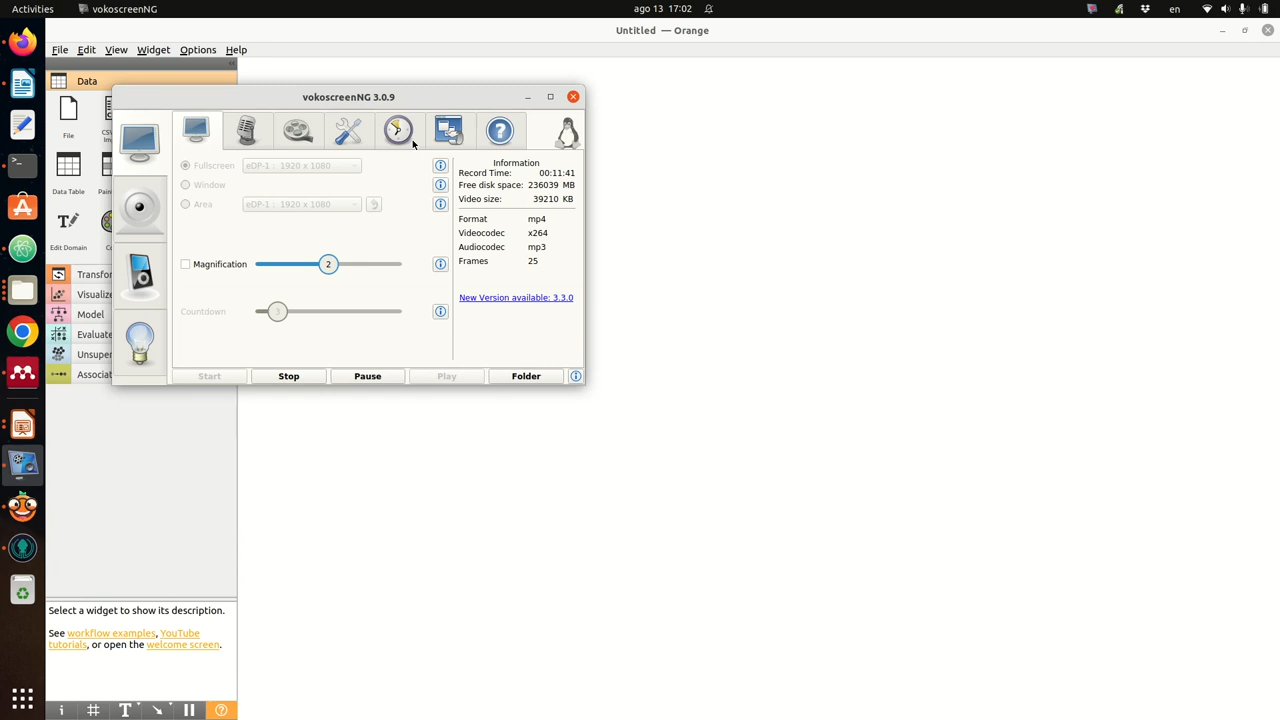 Activities
vokoscreenNG
ago 13 17:02
en
Untitled — Orange
File Edit View Widget Options Help
Data
File
Data Table
Pain
Edit Domain
Transfor
Visualize
Model
Evaluate
Unsuper
Associat
vokoscreenNG 3.0.9
Fullscreen
eDP-1 : 1920 x 1080
Window
Area
eDP-1 : 1920 x 1080
Magnification
2
Countdown
3
Information
Record Time: 00:11:41
Free disk space: 236039 MB
Video size: 39210 KB
Format mp4
Videocodec x264
Audiocodec mp3
Frames 25
New Version available: 3.3.0
Start Stop Pause Play Folder
Select a widget to show its description.
See workflow examples, YouTube
tutorials, or open the welcome screen.